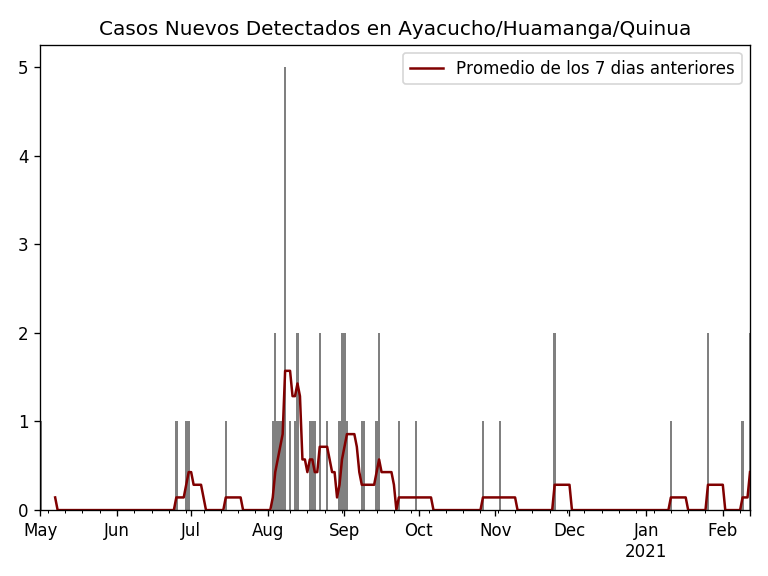 Casos Nuevos Detectados en Ayacucho/Huamanga/Quinua
Promedio de los 7 dias anteriores
5
4
3
2
1
0
May Jun Jul Aug Sep Oct Nov Dec Jan Feb
2021